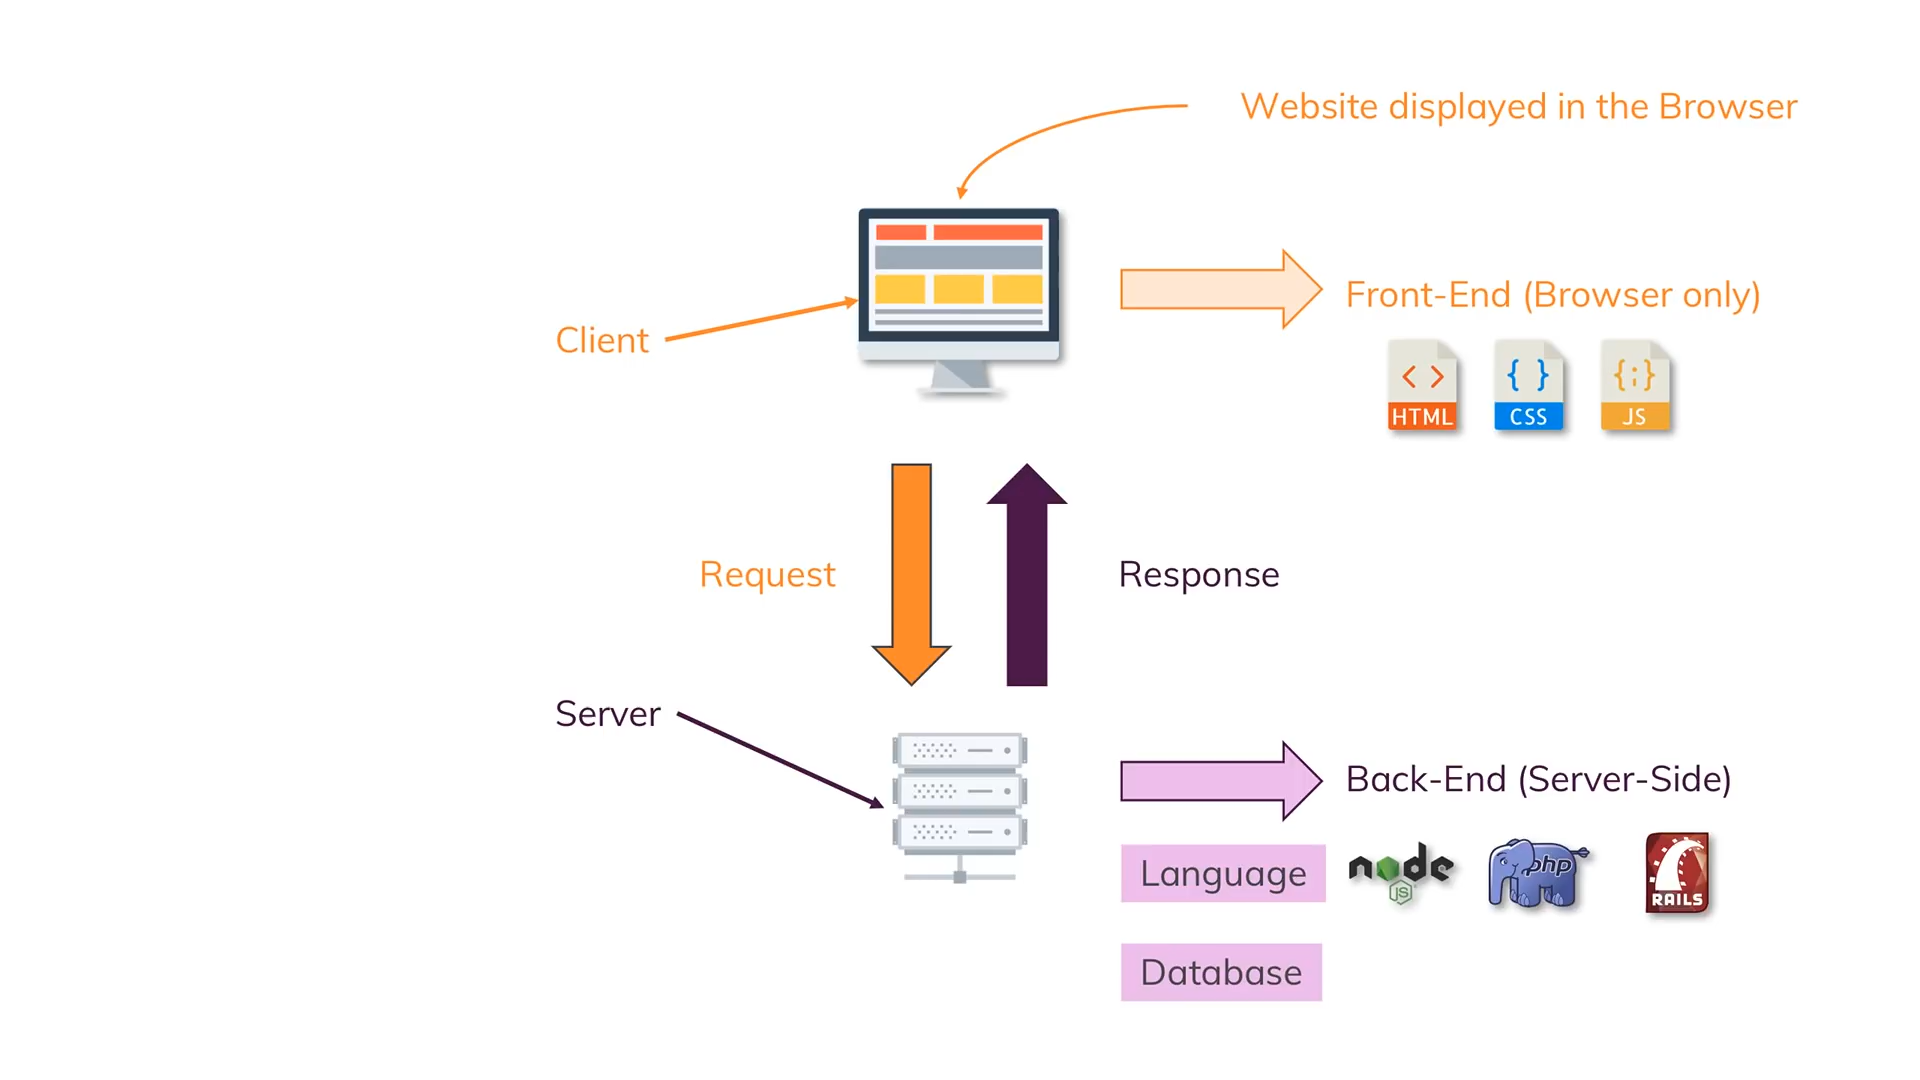 Website displayed in the Browser
Client
Front-End (Browser only)
< >
HTML
{ }
CSS
{;}
JS
Request
Response
Server
Back-End (Server-Side)
Language
node
JS
php
RAILS
Database